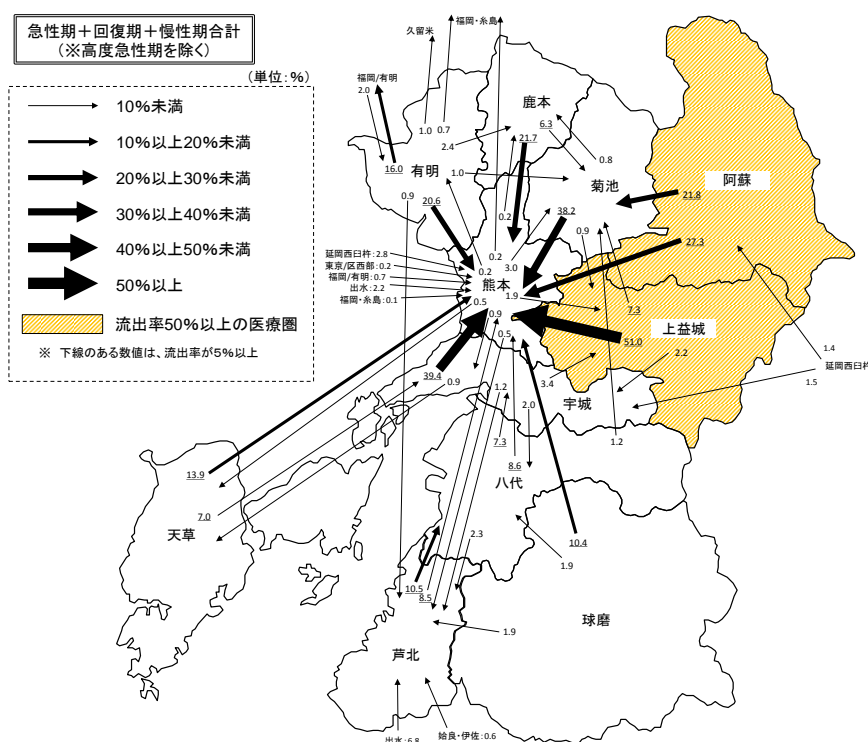 急性期＋回復期＋慢性期合計
（※高度急性期を除く）
（単位：％）
10%未満
10%以上20%未満
20%以上30%未満
30%以上40%未満
40%以上50%未満
50%以上
流出率50%以上の医療圏
※ 下線のある数値は、流出率が5%以上
久留米
福岡・糸島
福岡/有明
2.0
1.0
0.7
16.0
有明
鹿本
2.4
21.7
6.3
0.8
1.0
菊池
阿蘇
21.8
0.9
20.6
0.2
38.2
0.9
27.3
延岡西臼杵：2.8
東京/区西部：0.2
福岡/有明：0.7
出水：2.2
福岡・糸島：0.1
0.2
0.2
3.0
熊本
1.9
0.5
0.9
0.5
7.3
上益城
51.0
1.4
延岡西臼杵
1.5
2.2
3.4
宇城
39.4
0.9
1.2
2.0
7.3
8.6
1.2
八代
13.9
7.0
天草
2.3
10.4
1.9
10.5
8.5
1.9
球磨
芦北
出水：6.8
姶良・伊佐：0.6